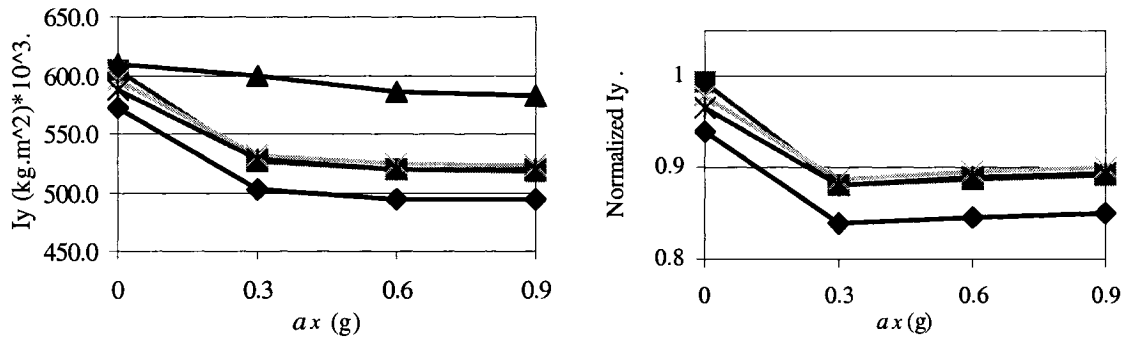 Iy (kg.m^2)*10^3.
650.0
600.0
550.0
500.0
450.0
0 0.3 0.6 0.9
ax (g)
Normalized Iy .
1
0.9
0.8
0 0.3 0.6 0.9
ax (g)